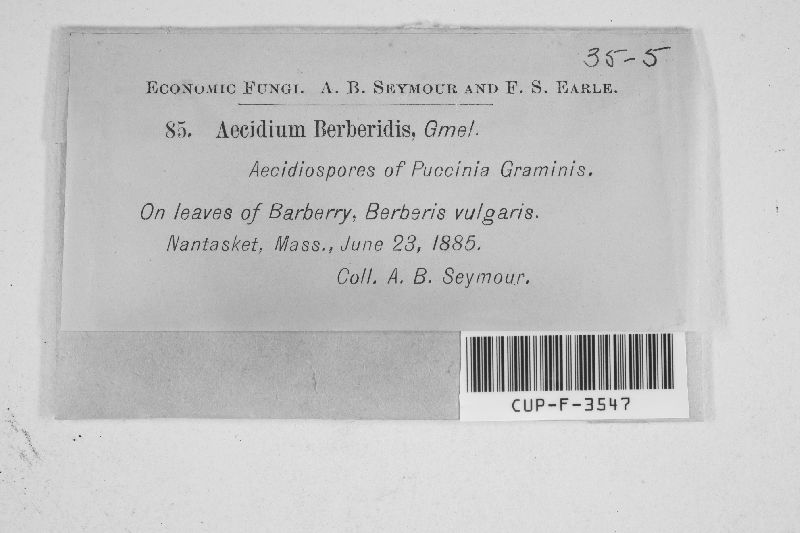 35-5
Economic Fungi. A. B. Seymour and F. S. Earle.
85. Aecidium Berberidis, Gmel.
Aecidiospores of Puccinia Graminis.
On leaves of Barberry, Berberis vulgaris.
Nantasket, Mass., June 23, 1885.
Coll. A. B. Seymour.
CUP-F-3547